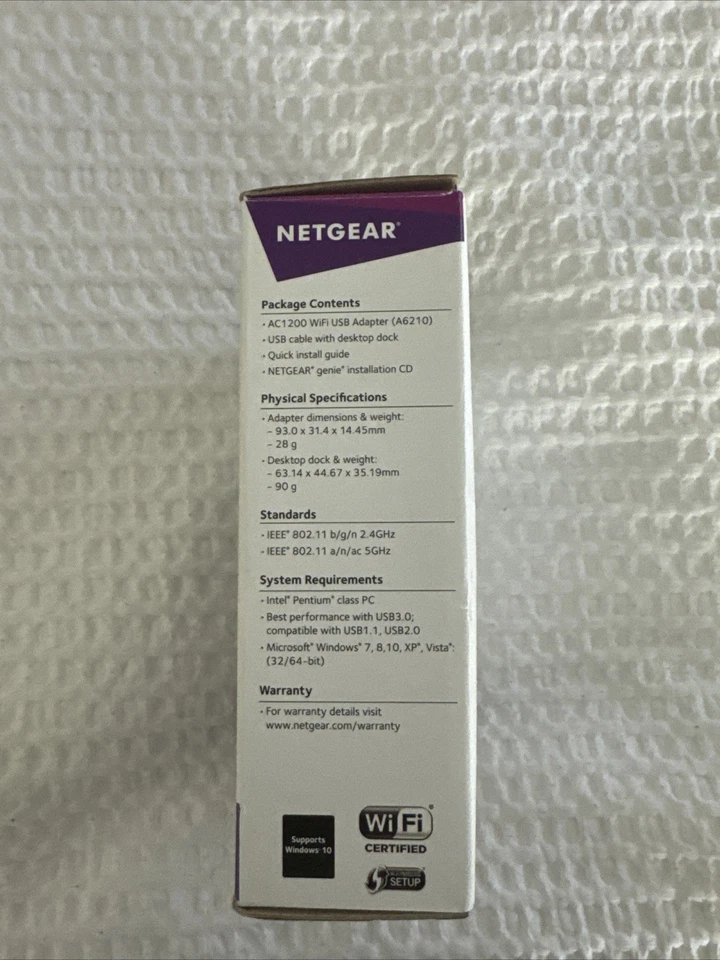 NETGEAR®
Package Contents
• AC1200 WiFi USB Adapter (A6210)
• USB cable with desktop dock
• Quick install guide
• NETGEAR® genie® installation CD
Physical Specifications
• Adapter dimensions & weight:
– 93.0 x 31.4 x 14.45mm
– 28 g
• Desktop dock & weight:
– 63.14 x 44.67 x 35.19mm
– 90 g
Standards
• IEEE® 802.11 b/g/n 2.4GHz
• IEEE® 802.11 a/n/ac 5GHz
System Requirements
• Intel® Pentium® class PC
• Best performance with USB3.0;
compatible with USB1.1, USB2.0
• Microsoft® Windows® 7, 8,10, XP®, Vista®:
(32/64-bit)
Warranty
• For warranty details visit
www.netgear.com/warranty
Supports
Windows® 10
Wi Fi®
CERTIFIED
SETUP